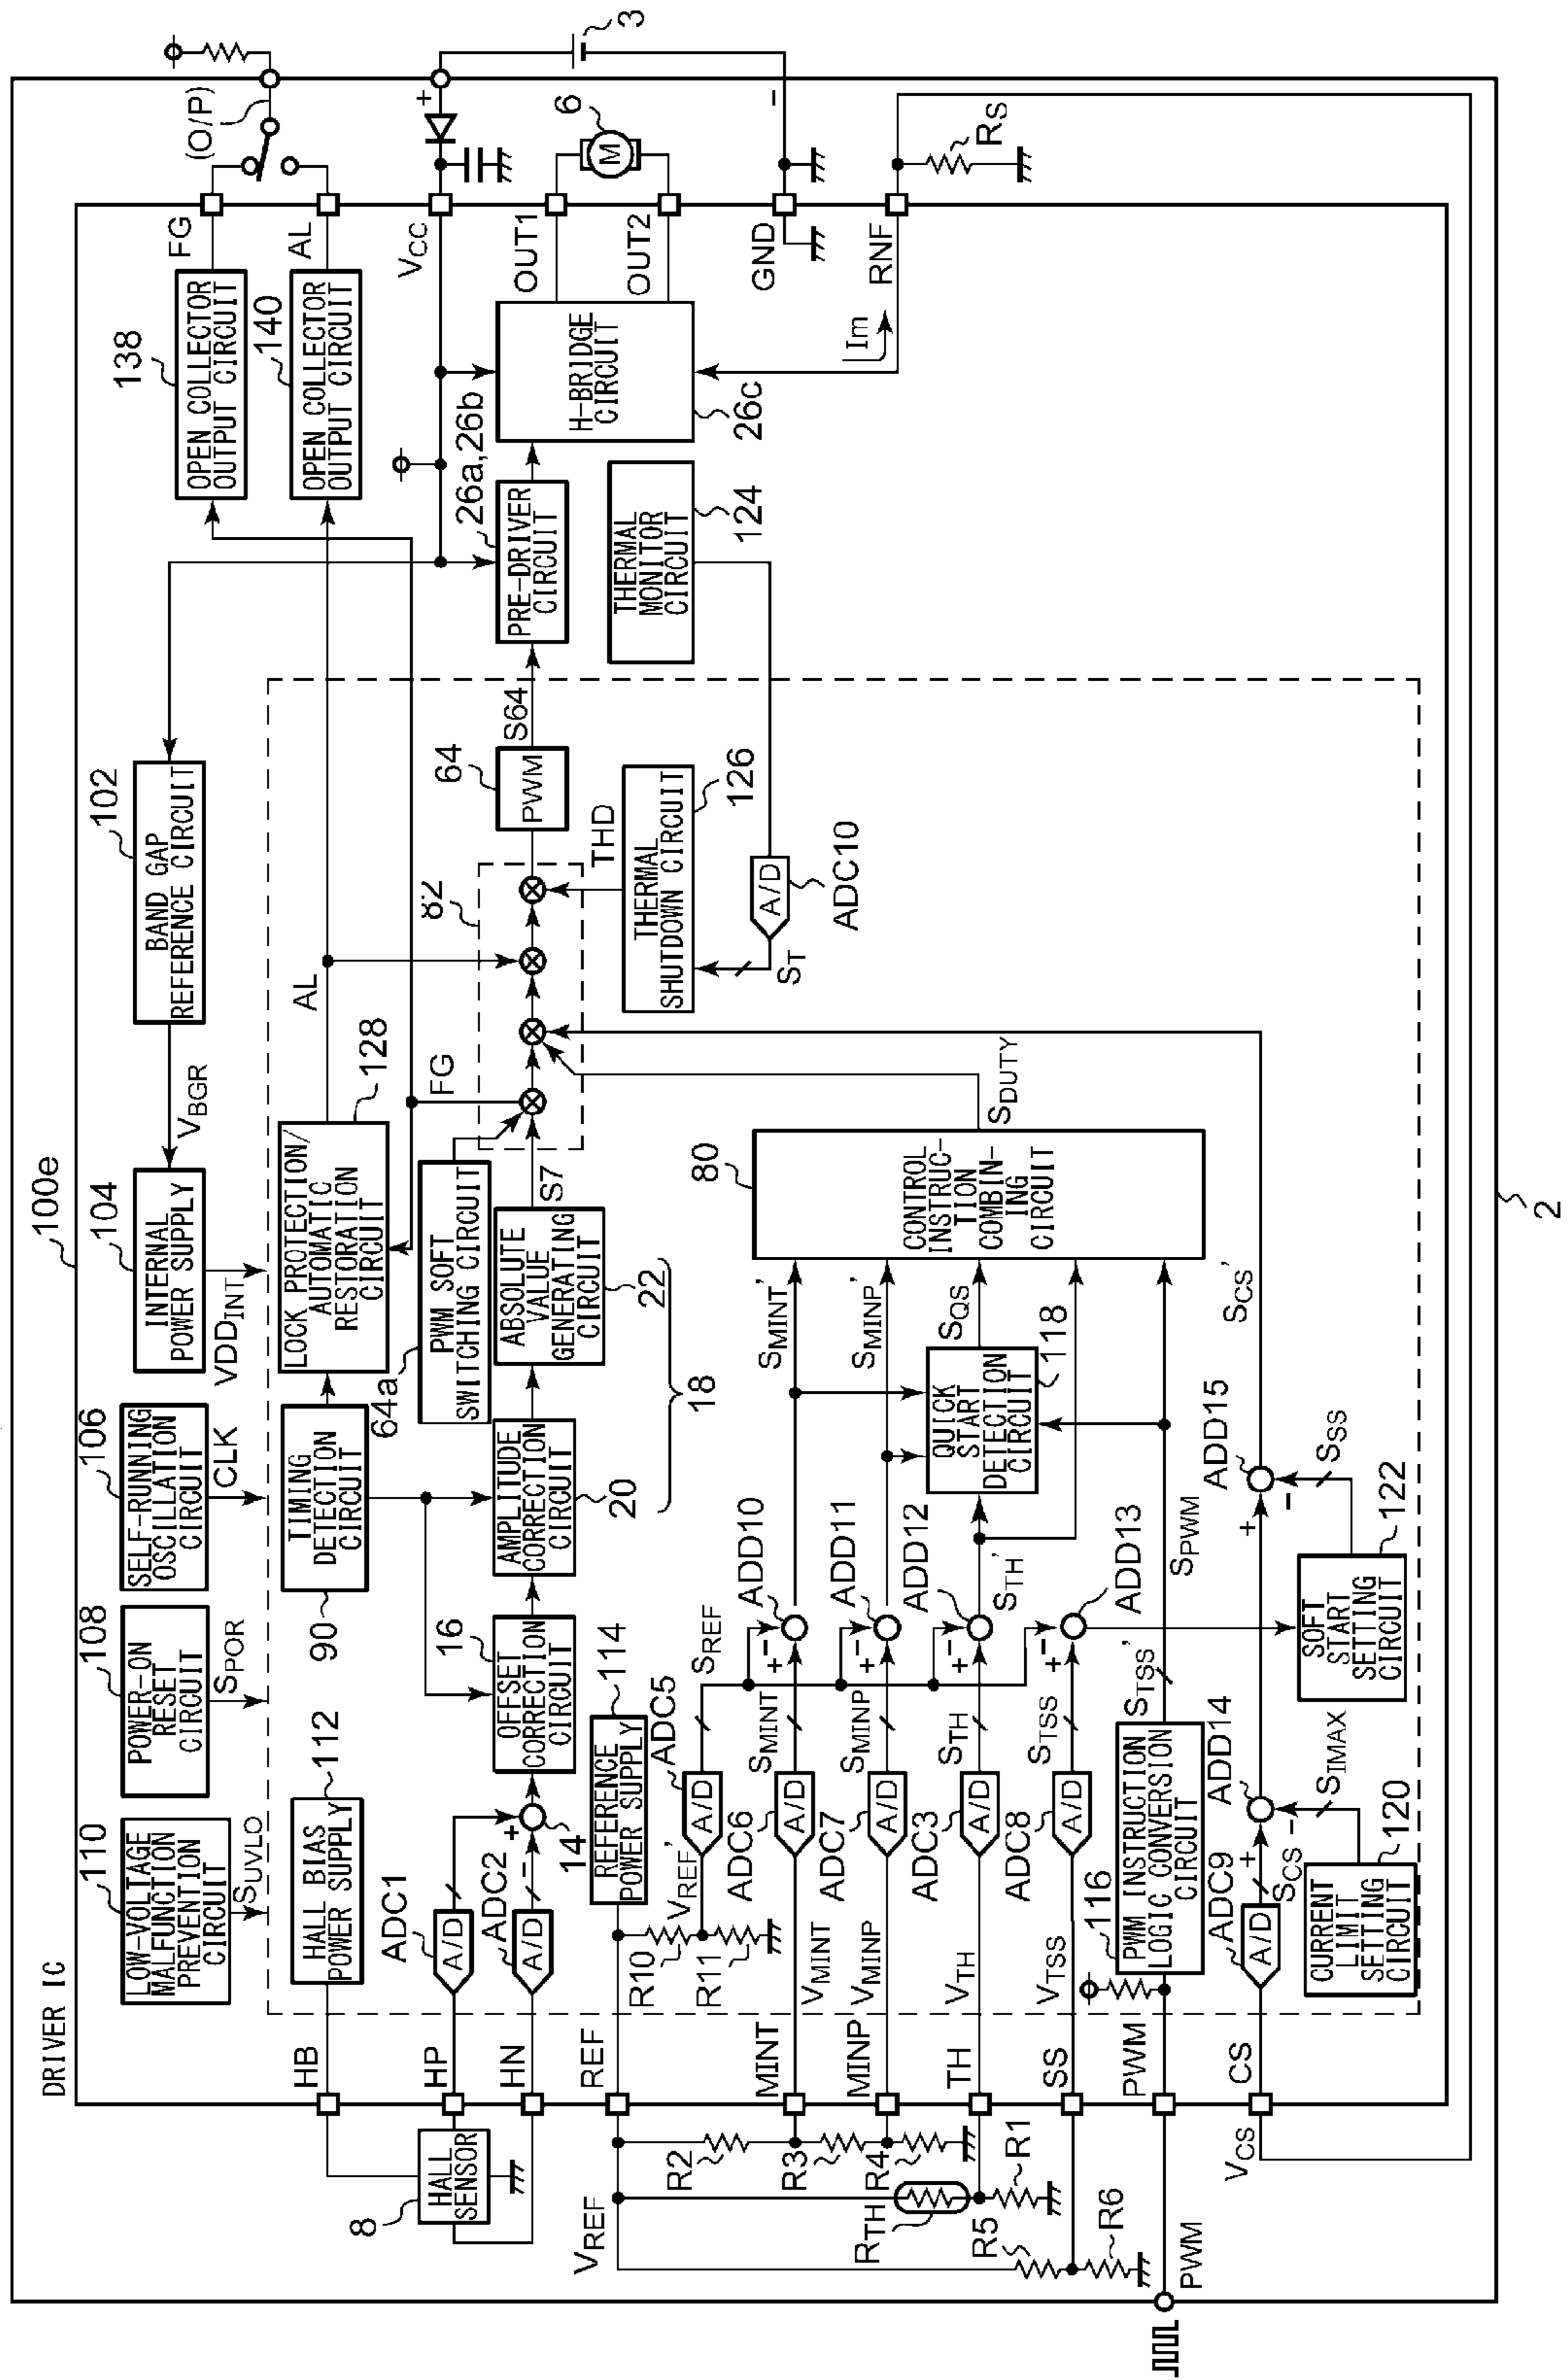 DRIVER IC
100e
110
LOW-VOLTAGE
MALFUNCTION
PREVENTION
CIRCUIT
SUVLO
108
POWER-ON
RESET
CIRCUIT
SPOR
106
SELF-RUNNING
OSCILLATION
CIRCUIT
CLK
104
INTERNAL
POWER SUPPLY
VDDINT
VBGR
102
BAND GAP
REFERENCE CIRCUIT
138
OPEN COLLECTOR
OUTPUT CIRCUIT
FG
140
OPEN COLLECTOR
OUTPUT CIRCUIT
AL
(O/P)
HB
HALL BIAS
POWER SUPPLY
112
90
TIMING
DETECTION
CIRCUIT
LOCK PROTECTION/
AUTOMATIC
RESTORATION
CIRCUIT
128
AL
FG
VCC
+
3
−
8
HALL
SENSOR
HP
HN
ADC1
A/D
ADC2
A/D
+
−
14
16
OFFSET
CORRECTION
CIRCUIT
AMPLITUDE
CORRECTION
CIRCUIT
20
64a
PWM SOFT
SWITCHING CIRCUIT
ABSOLUTE
VALUE
GENERATING
CIRCUIT
22
18
S7
82
64
PWM
S64
PRE-DRIVER
CIRCUIT
26a,26b
H-BRIDGE
CIRCUIT
26c
OUT1
OUT2
6
M
GND
RNF
Im
RS
THERMAL
MONITOR
CIRCUIT
124
THD
THERMAL
SHUTDOWN CIRCUIT
126
A/D
ADC10
ST
VREF
REF
REFERENCE
POWER SUPPLY
114
R10
R11
VREF'
ADC5
A/D
SREF
R2
R3
R4
MINT
VMINT
ADC6
A/D
SMINT
+
−
ADD10
SMINT'
MINP
VMINP
ADC7
A/D
SMINP
+
−
ADD11
SMINP'
RTH
R1
TH
VTH
ADC3
A/D
STH
+
−
ADD12
STH'
QUICK
START
DETECTION
CIRCUIT
118
SQS
80
CONTROL
INSTRUC-
TION
COMBIN-
ING
CIRCUIT
SDUTY
R5
R6
SS
VTSS
ADC8
A/D
STSS
+
−
ADD13
STSS'
PWM
PWM
116
PWM INSTRUCTION
LOGIC CONVERSION
CIRCUIT
SPWM
VCS
CS
ADC9
A/D
SCS
+
−
ADD14
CURRENT
LIMIT
SETTING
CIRCUIT
120
SIMAX
SOFT
START
SETTING
CIRCUIT
122
SSS
+
−
ADD15
SCS'
2